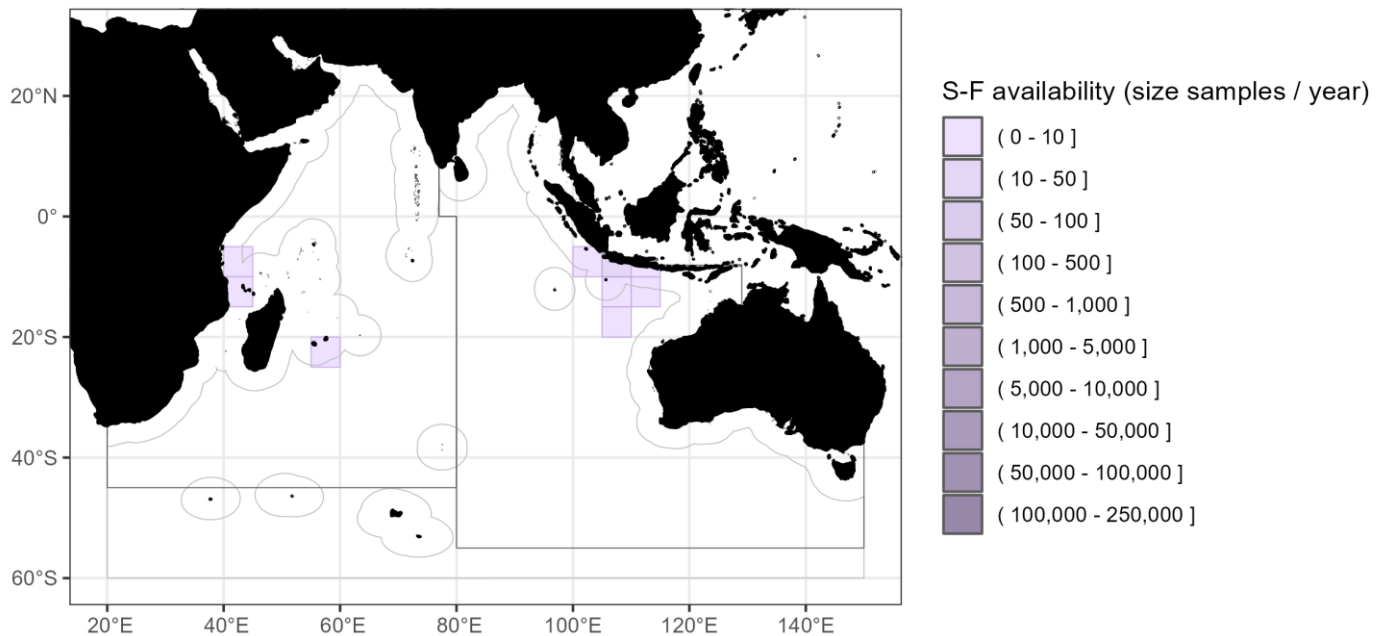 S-F availability (size samples / year)
( 0 - 10 ]
( 10 - 50 ]
( 50 - 100 ]
( 100 - 500 ]
( 500 - 1,000 ]
( 1,000 - 5,000 ]
( 5,000 - 10,000 ]
( 10,000 - 50,000 ]
( 50,000 - 100,000 ]
( 100,000 - 250,000 ]
20°N
0°
20°S
40°S
60°S
20°E 40°E 60°E 80°E 100°E 120°E 140°E